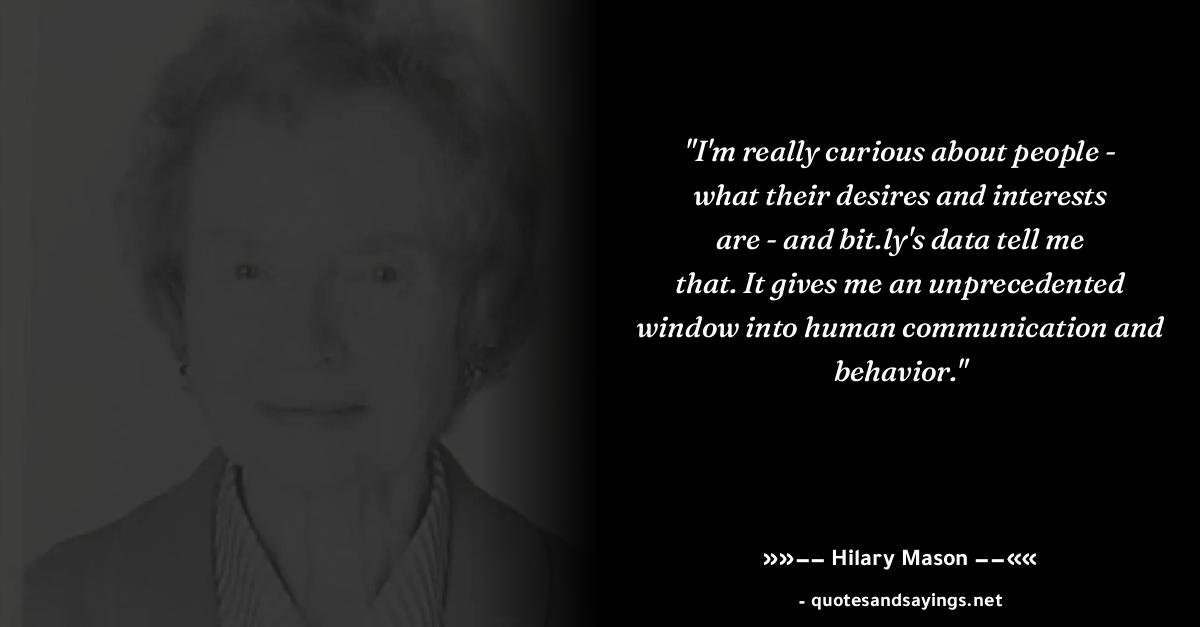 "I'm really curious about people -
what their desires and interests
are - and bit.ly's data tell me
that. It gives me an unprecedented
window into human communication and
behavior."
»»−− Hilary Mason −−««
- quotesandsayings.net